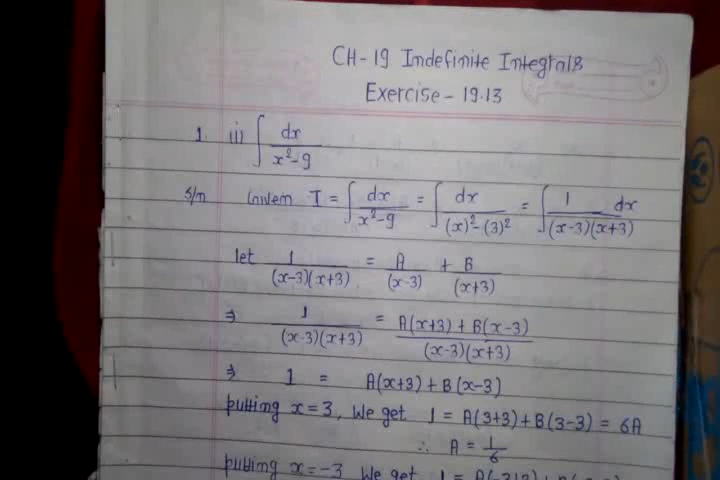 CH-19 Indefinite Integrals
Exercise - 19.13
1 (i) ∫ dx / (x²-9)
Given I = ∫ dx / (x²-9) = ∫ dx / ((x)²-(3)²) = ∫ 1 / ((x-3)(x+3)) dx
let 1 / ((x-3)(x+3)) = A / (x-3) + B / (x+3)
⇒ 1 / ((x-3)(x+3)) = (A(x+3) + B(x-3)) / ((x-3)(x+3))
⇒ 1 = A(x+3) + B(x-3)
putting x=3, we get 1 = A(3+3) + B(3-3) = 6A
∴ A = 1/6
putting x=-3 we get 1 =